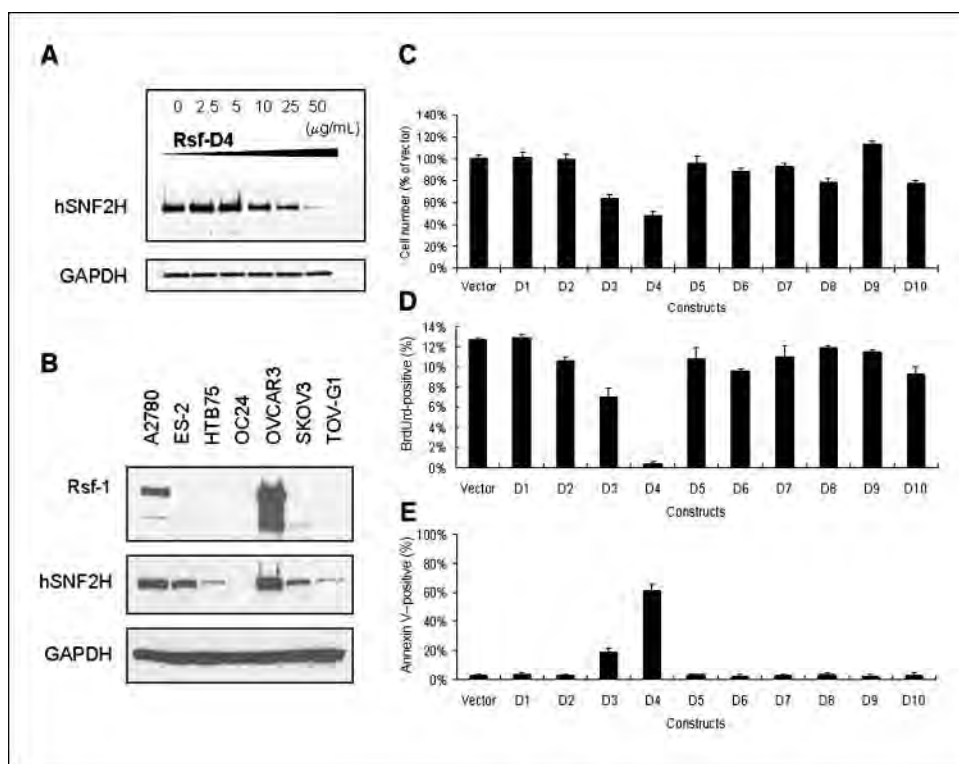 A
0 2.5 5 10 25 50
(μg/mL)
Rsf-D4
hSNF2H
GAPDH
B
A2780
ES-2
HTB75
OC24
OVCAR3
SKOV3
TOV-G1
Rsf-1
hSNF2H
GAPDH
C
Cell number (% of vector)
140%
120%
100%
80%
60%
40%
20%
0%
Vector D1 D2 D3 D4 D5 D6 D7 D8 D9 D10
Constructs
D
BrdUrd-positive (%)
14%
12%
10%
8%
6%
4%
2%
0%
Vector D1 D2 D3 D4 D5 D6 D7 D8 D9 D10
Constructs
E
Annexin V–positive (%)
100%
80%
60%
40%
20%
0%
Vector D1 D2 D3 D4 D5 D6 D7 D8 D9 D10
Constructs